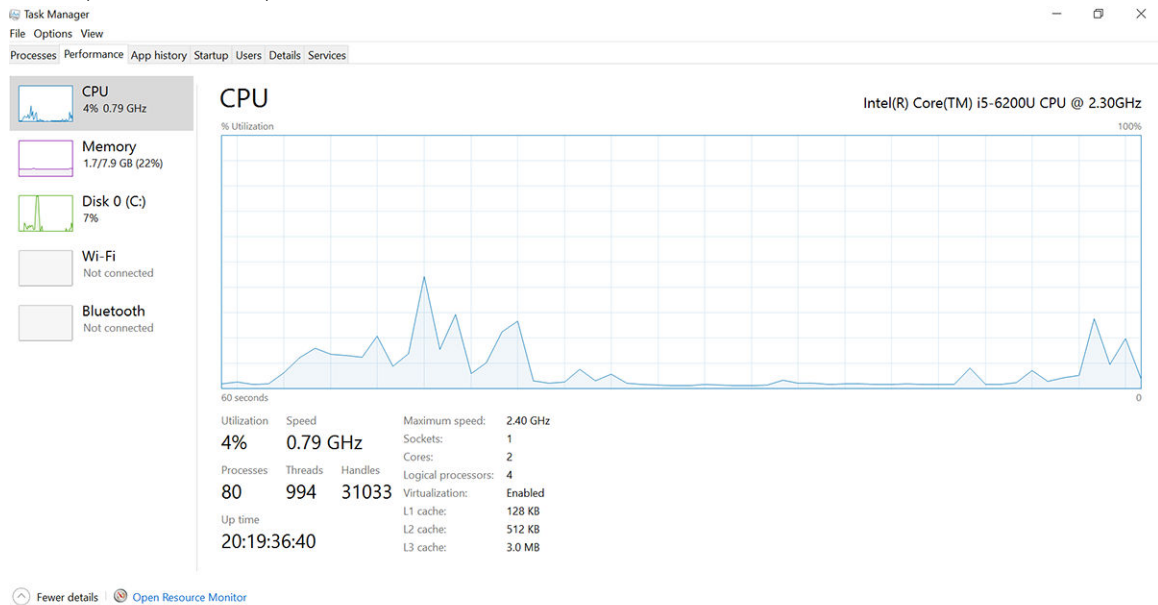 Task Manager
File Options View
Processes Performance App history Startup Users Details Services
CPU
4% 0.79 GHz
Memory
1.7/7.9 GB (22%)
Disk 0 (C:)
7%
Wi-Fi
Not connected
Bluetooth
Not connected
CPU
Intel(R) Core(TM) i5-6200U CPU @ 2.30GHz
% Utilization 100%
60 seconds 0
Utilization Speed
4% 0.79 GHz
Processes Threads Handles
80 994 31033
Up time
20:19:36:40
Maximum speed: 2.40 GHz
Sockets: 1
Cores: 2
Logical processors: 4
Virtualization: Enabled
L1 cache: 128 KB
L2 cache: 512 KB
L3 cache: 3.0 MB
Fewer details Open Resource Monitor